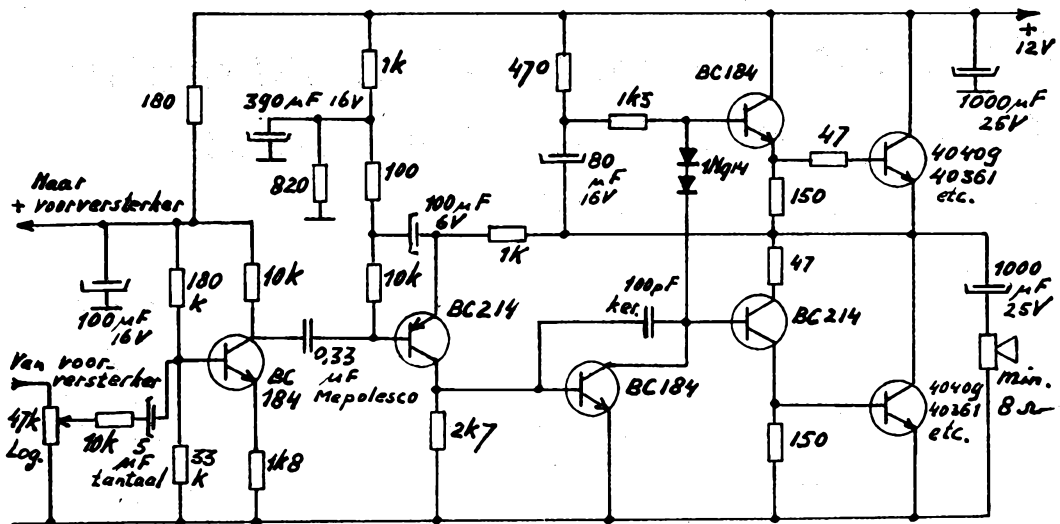 +
12V
1k
470
BC184
180
390µF 16V
1k5
1000µF
25V
47
820
100
80
µF
16V
1N914
40409
40361
etc.
150
Naar
+ voorversterker
100µF
6V
1k
180
k
10k
10k
47
1000
µF
25V
100µF
16V
BC214
100pF
ker.
BC214
Van voor-
versterker
BC
184
0,33
µF
Mepolesco
BC184
min.
8Ω
47k
Log.
10k
5
µF
tantaal
33
k
1k8
2k7
150
40409
40361
etc.